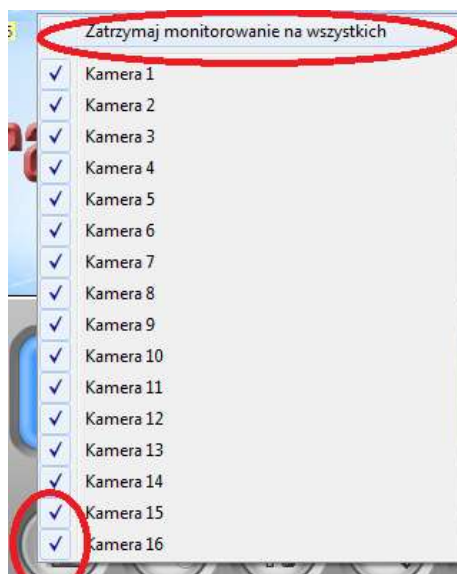 Zatrzymaj monitorowanie na wszystkich
Kamera 1
Kamera 2
Kamera 3
Kamera 4
Kamera 5
Kamera 6
Kamera 7
Kamera 8
Kamera 9
Kamera 10
Kamera 11
Kamera 12
Kamera 13
Kamera 14
Kamera 15
Kamera 16